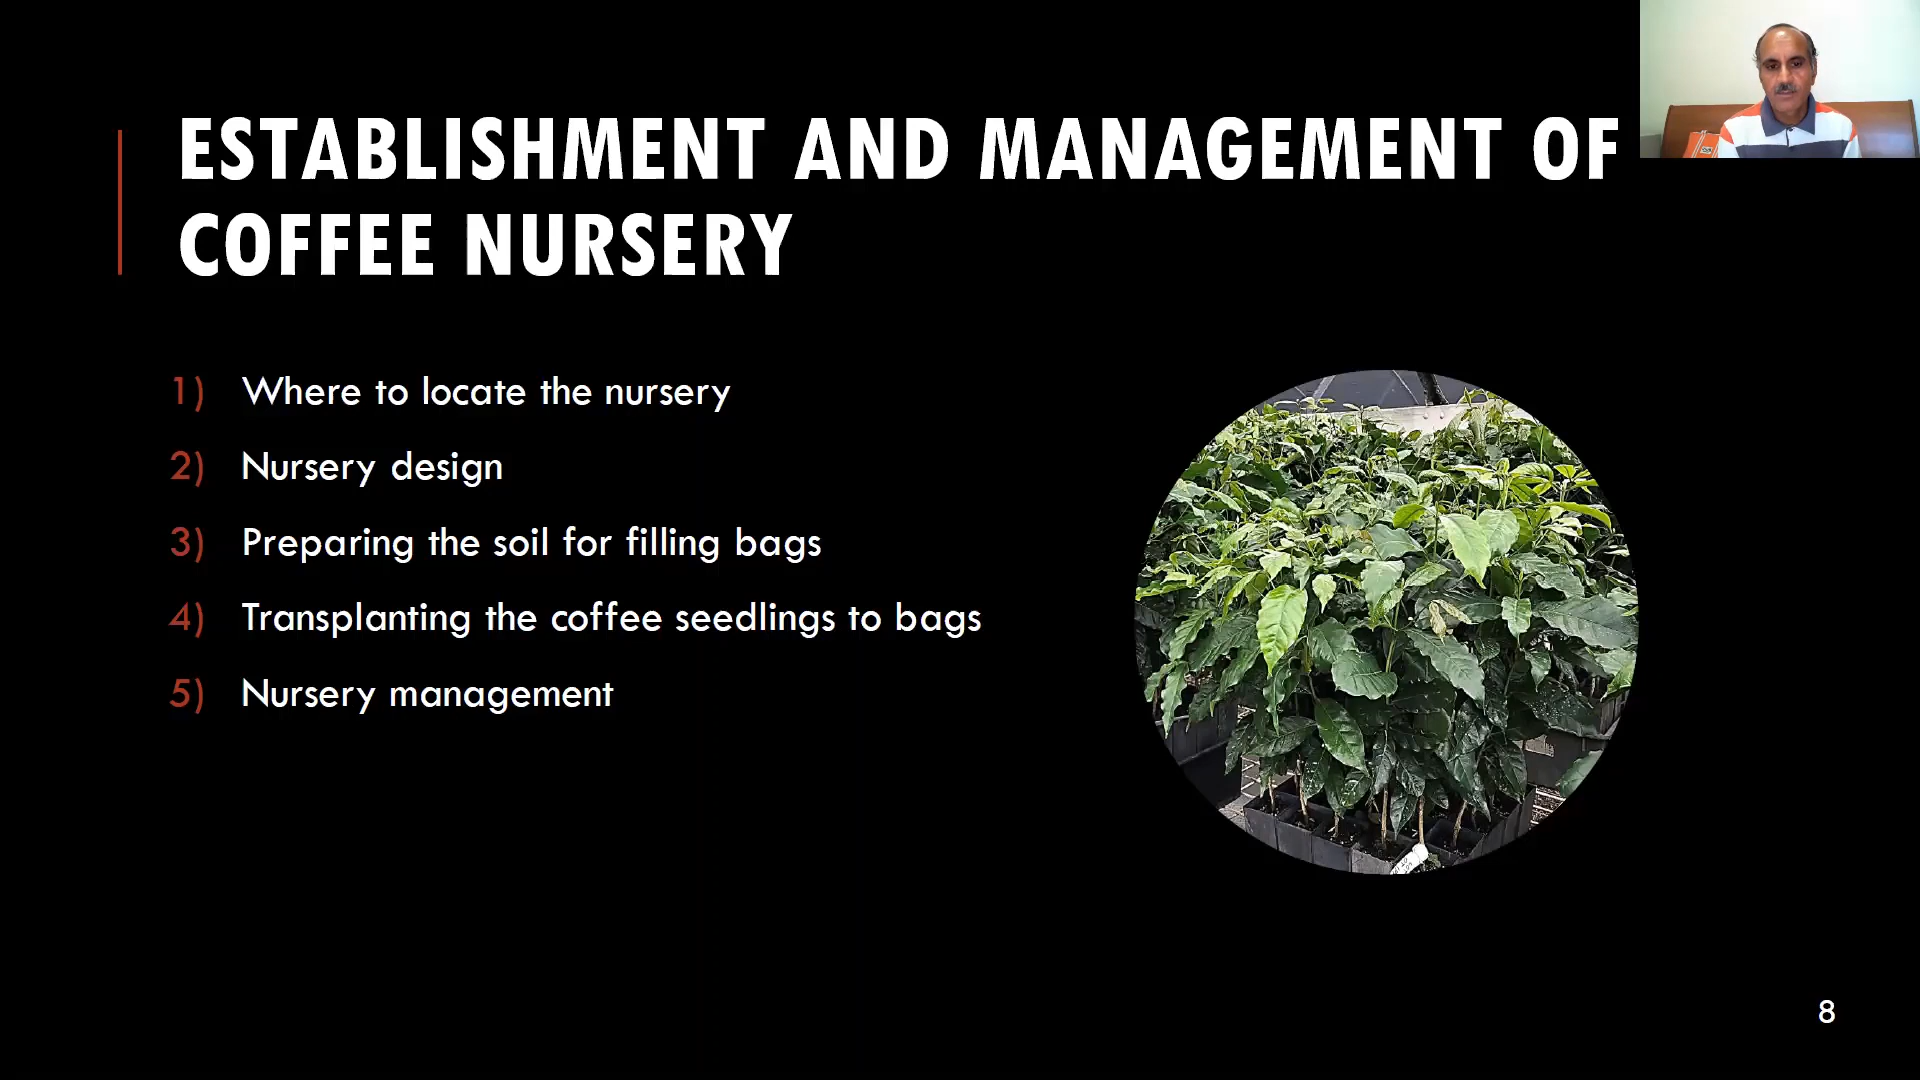 ESTABLISHMENT AND MANAGEMENT OF
COFFEE NURSERY
1) Where to locate the nursery
2) Nursery design
3) Preparing the soil for filling bags
4) Transplanting the coffee seedlings to bags
5) Nursery management
8